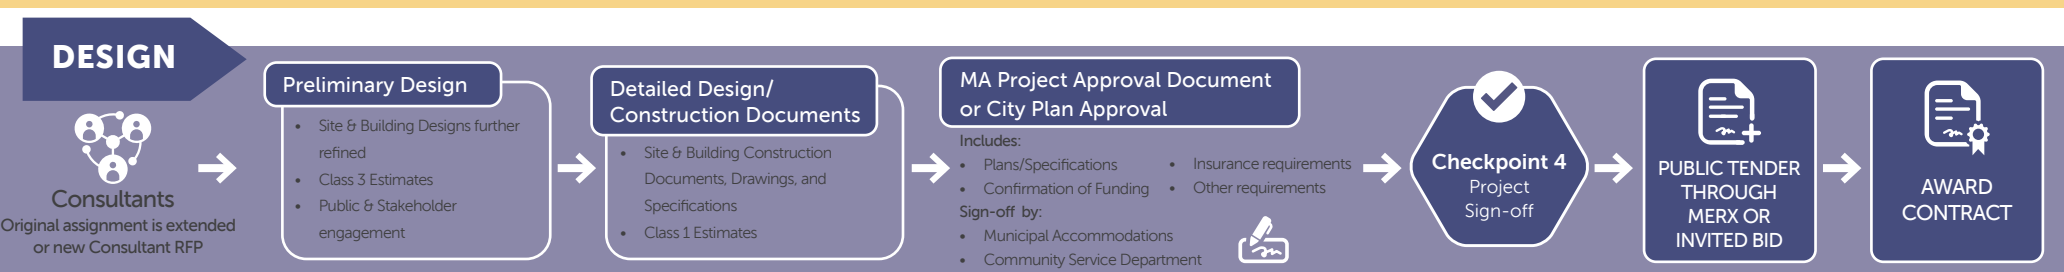 DESIGN
Consultants
Original assignment is extended
or new Consultant RFP
Preliminary Design
• Site & Building Designs further
refined
• Class 3 Estimates
• Public & Stakeholder
engagement
Detailed Design/
Construction Documents
• Site & Building Construction
Documents, Drawings, and
Specifications
• Class 1 Estimates
MA Project Approval Document
or City Plan Approval
Includes:
• Plans/Specifications
• Confirmation of Funding
• Insurance requirements
• Other requirements
Sign-off by:
• Municipal Accommodations
• Community Service Department
Checkpoint 4
Project
Sign-off
PUBLIC TENDER
THROUGH
MERX OR
INVITED BID
AWARD
CONTRACT